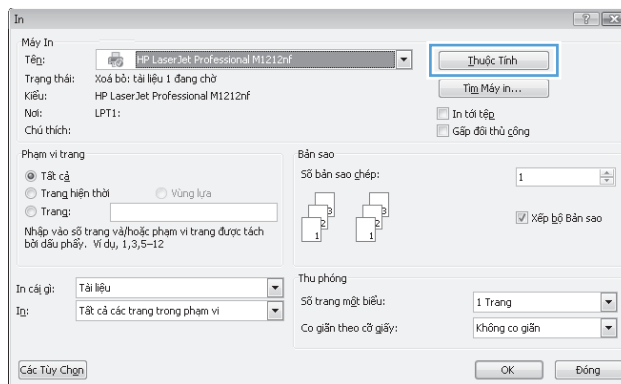 In
Máy In
Tên:
HP LaserJet Professional M1212nf
Thuộc Tính
Trạng thái:
Xoá bỏ: tài liệu 1 đang chờ
Kiểu:
HP LaserJet Professional M1212nf
Tìm Máy in...
Nơi:
LPT1:
In tới tệp
Chú thích:
Gấp đôi thủ công
Phạm vi trang
Tất cả
Trang hiện thời
Vùng lựa
Trang:
Nhập vào số trang và/hoặc phạm vi trang được tách
bởi dấu phẩy. Ví dụ, 1,3,5–12
Bản sao
Số bản sao chép:
1
3
2
1
3
2
1
Xếp bộ Bản sao
In cái gì:
Tài liệu
In:
Tất cả các trang trong phạm vi
Thu phóng
Số trang một biểu:
1 Trang
Co giãn theo cỡ giấy:
Không co giãn
Các Tùy Chọn
OK
Đóng